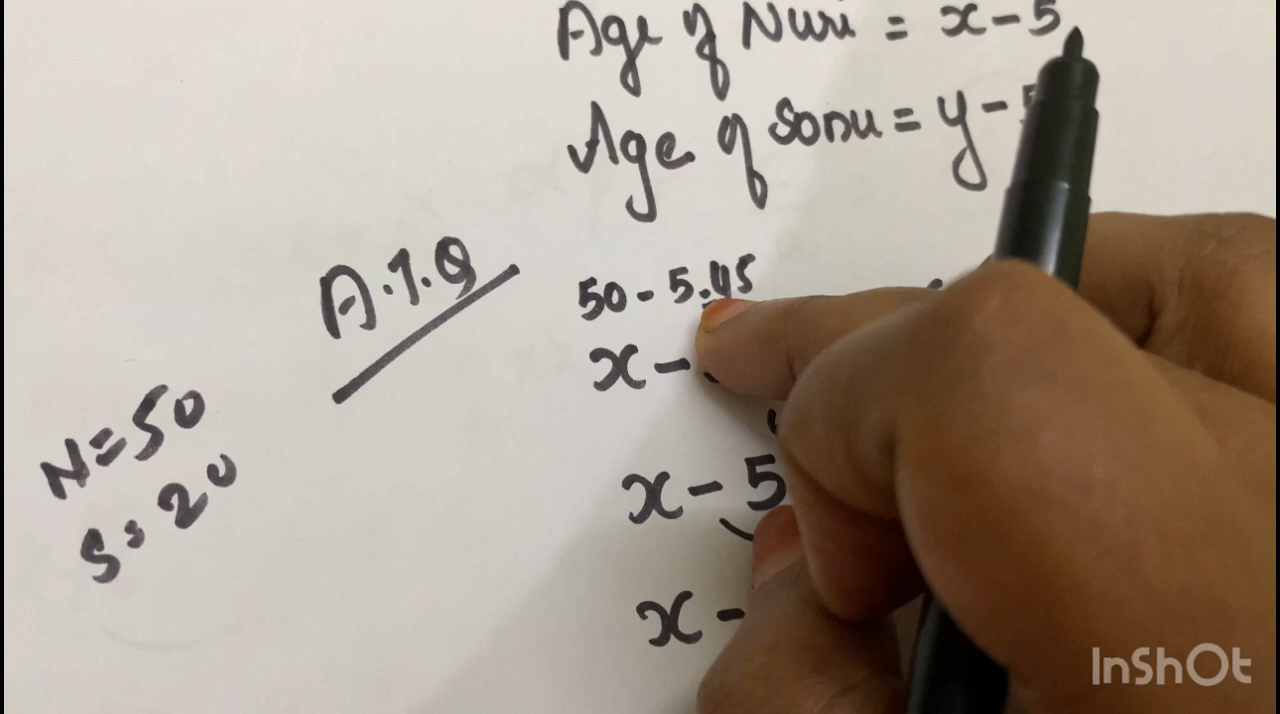 Age of Nuri = x - 5
Age of Sonu = y -
A.T.Q
50 - 5.45
x -
N = 50
S = 20
x - 5
x -
InShOt